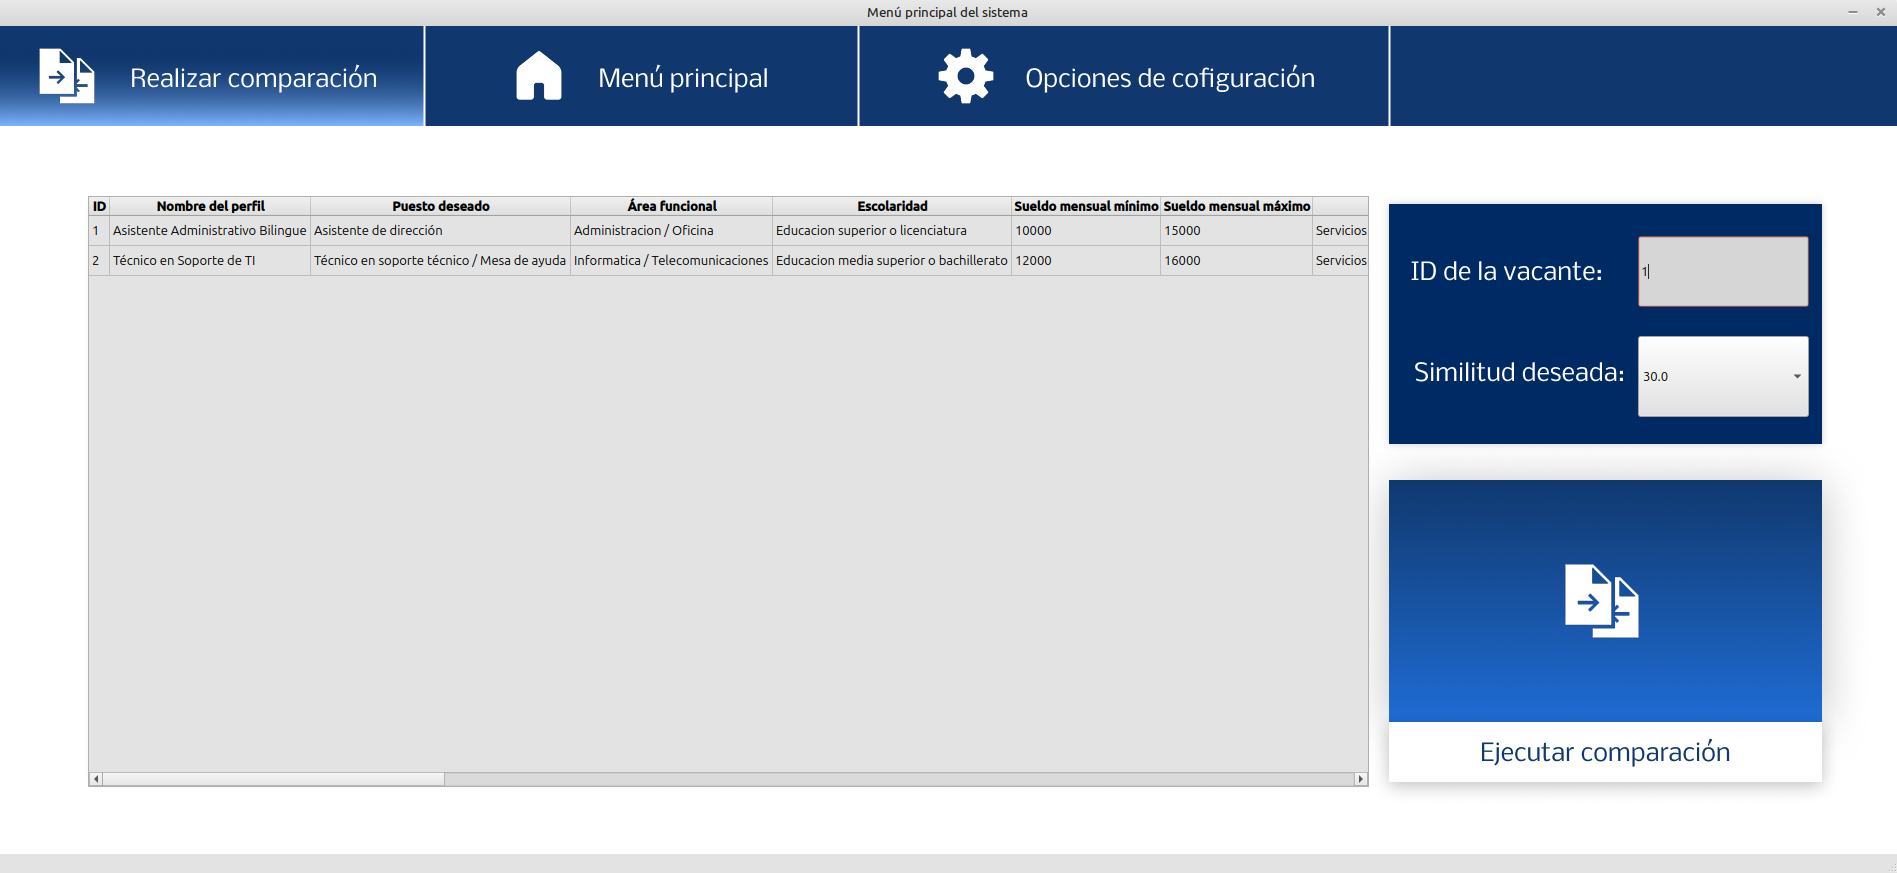 Menú principal del sistema
Realizar comparación
Menú principal
Opciones de cofiguración
ID Nombre del perfil Puesto deseado Área funcional Escolaridad Sueldo mensual mínimo Sueldo mensual máximo
1 Asistente Administrativo Bilingue Asistente de dirección Administracion / Oficina Educacion superior o licenciatura 10000 15000 Servicios
2 Técnico en Soporte de TI Técnico en soporte técnico / Mesa de ayuda Informatica / Telecomunicaciones Educacion media superior o bachillerato 12000 16000 Servicios
ID de la vacante: 1
Similitud deseada: 30.0
Ejecutar comparación